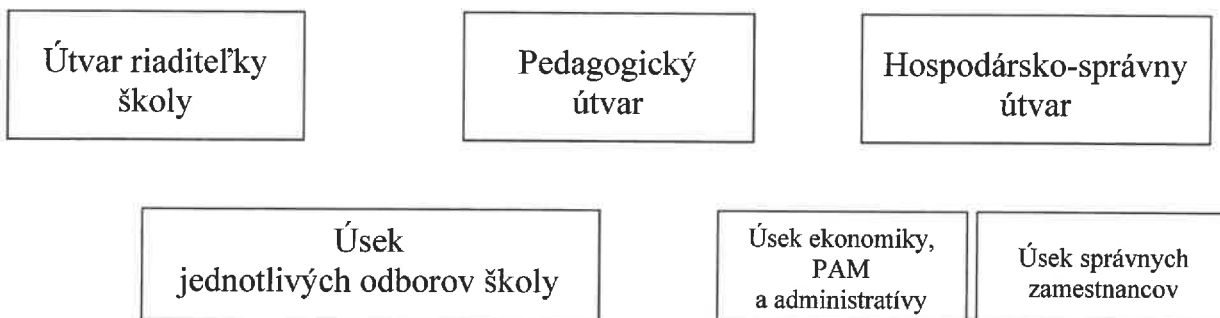 Útvar riaditeľky
školy
Pedagogický
útvar
Hospodársko-správny
útvar
Úsek
jednotlivých odborov školy
Úsek ekonomiky,
PAM
a administratívy
Úsek správnych
zamestnancov